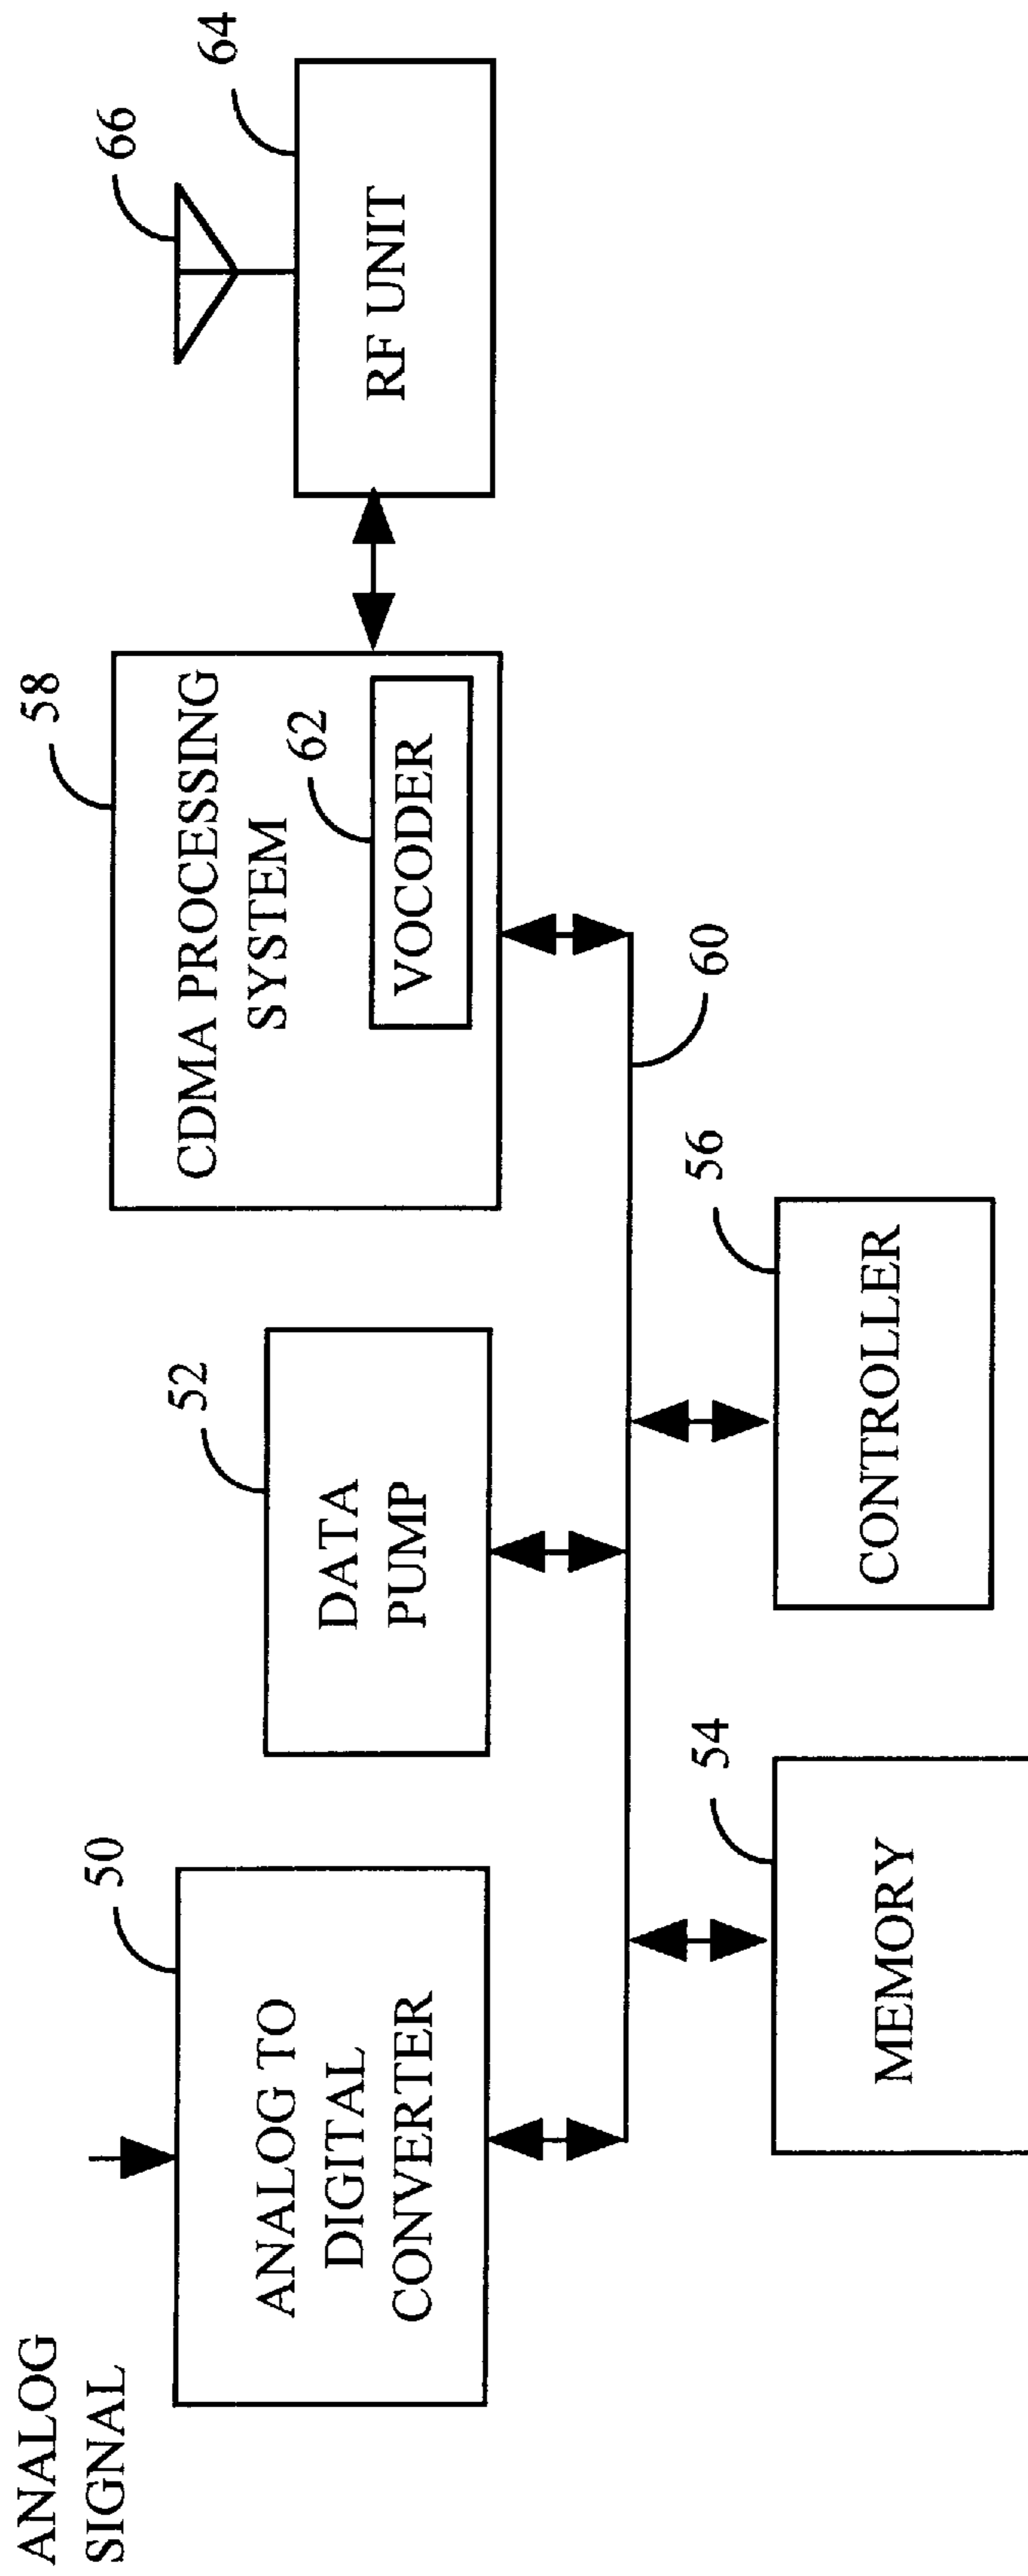 ANALOG
SIGNAL
50
ANALOG TO
DIGITAL
CONVERTER
52
DATA
PUMP
58
CDMA PROCESSING
SYSTEM
62
VOCODER
66
64
RF UNIT
60
54
MEMORY
56
CONTROLLER